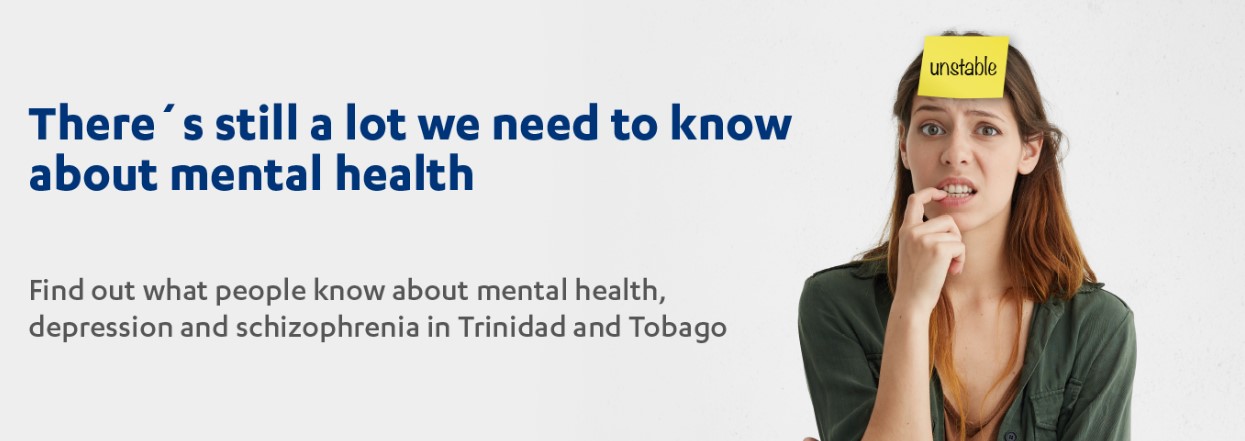 There´s still a lot we need to know
about mental health
Find out what people know about mental health,
depression and schizophrenia in Trinidad and Tobago
unstable